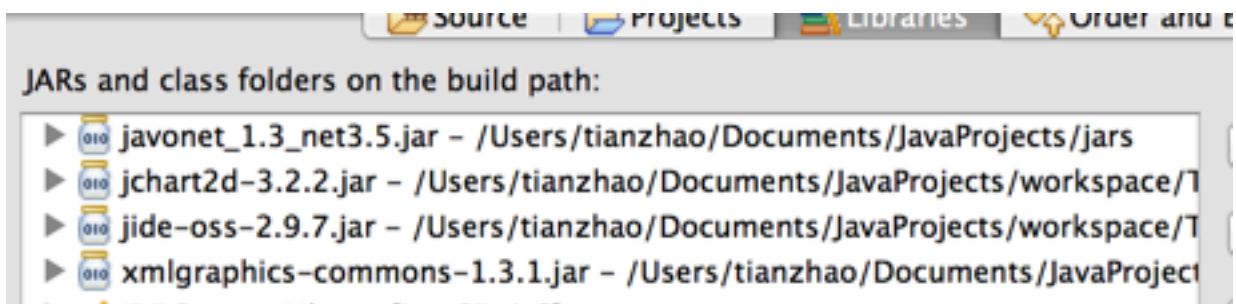 Source Projects Libraries Order and
JARs and class folders on the build path:
javonet_1.3_net3.5.jar – /Users/tianzhao/Documents/JavaProjects/jars
jchart2d-3.2.2.jar – /Users/tianzhao/Documents/JavaProjects/workspace/T
jide-oss-2.9.7.jar – /Users/tianzhao/Documents/JavaProjects/workspace/T
xmlgraphics-commons-1.3.1.jar – /Users/tianzhao/Documents/JavaProject